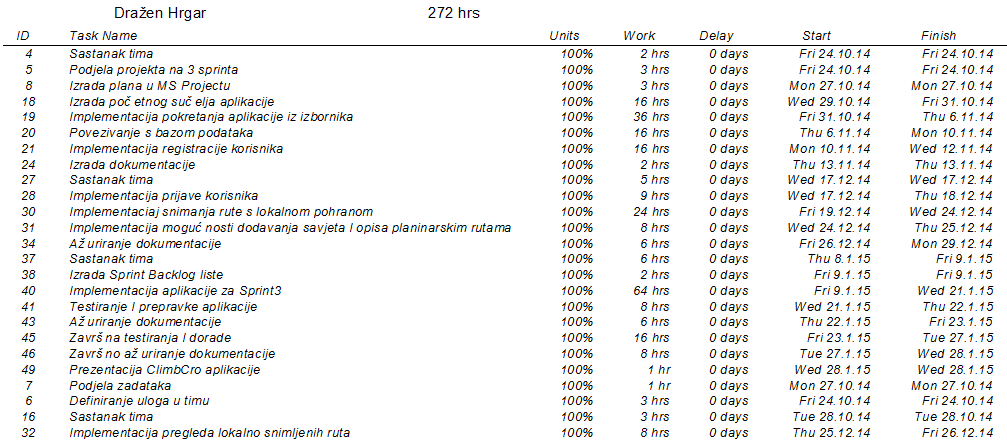 Dražen Hrgar 272 hrs
ID Task Name Units Work Delay Start Finish
4 Sastanak tima 100% 2 hrs 0 days Fri 24.10.14 Fri 24.10.14
5 Podjela projekta na 3 sprinta 100% 3 hrs 0 days Fri 24.10.14 Fri 24.10.14
8 Izrada plana u MS Projectu 100% 3 hrs 0 days Mon 27.10.14 Mon 27.10.14
18 Izrada početnog sučelja aplikacije 100% 16 hrs 0 days Wed 29.10.14 Fri 31.10.14
19 Implementacija pokretanja aplikacije iz izbornika 100% 36 hrs 0 days Fri 31.10.14 Thu 6.11.14
20 Povezivanje s bazom podataka 100% 16 hrs 0 days Thu 6.11.14 Mon 10.11.14
21 Implementacija registracije korisnika 100% 16 hrs 0 days Mon 10.11.14 Wed 12.11.14
24 Izrada dokumentacije 100% 2 hrs 0 days Thu 13.11.14 Thu 13.11.14
27 Sastanak tima 100% 5 hrs 0 days Wed 17.12.14 Wed 17.12.14
28 Implementacija prijave korisnika 100% 9 hrs 0 days Wed 17.12.14 Thu 18.12.14
30 Implementaciaj snimanja rute s lokalnom pohranom 100% 24 hrs 0 days Fri 19.12.14 Wed 24.12.14
31 Implementacija mogućnosti dodavanja savjeta I opisa planinarskim rutama 100% 8 hrs 0 days Wed 24.12.14 Thu 25.12.14
34 Ažuriranje dokumentacije 100% 6 hrs 0 days Fri 26.12.14 Mon 29.12.14
37 Sastanak tima 100% 6 hrs 0 days Thu 8.1.15 Fri 9.1.15
38 Izrada Sprint Backlog liste 100% 2 hrs 0 days Fri 9.1.15 Fri 9.1.15
40 Implementacija aplikacije za Sprint3 100% 64 hrs 0 days Fri 9.1.15 Wed 21.1.15
41 Testiranje I prepravke aplikacije 100% 8 hrs 0 days Wed 21.1.15 Thu 22.1.15
43 Ažuriranje dokumentacije 100% 6 hrs 0 days Thu 22.1.15 Fri 23.1.15
45 Završna testiranja I dorade 100% 16 hrs 0 days Fri 23.1.15 Tue 27.1.15
46 Završno ažuriranje dokumentacije 100% 8 hrs 0 days Tue 27.1.15 Wed 28.1.15
49 Prezentacija ClimbCro aplikacije 100% 1 hr 0 days Wed 28.1.15 Wed 28.1.15
7 Podjela zadataka 100% 1 hr 0 days Mon 27.10.14 Mon 27.10.14
6 Definiranje uloga u timu 100% 3 hrs 0 days Fri 24.10.14 Fri 24.10.14
16 Sastanak tima 100% 3 hrs 0 days Tue 28.10.14 Tue 28.10.14
32 Implementacija pregleda lokalno snimljenih ruta 100% 8 hrs 0 days Thu 25.12.14 Fri 26.12.14